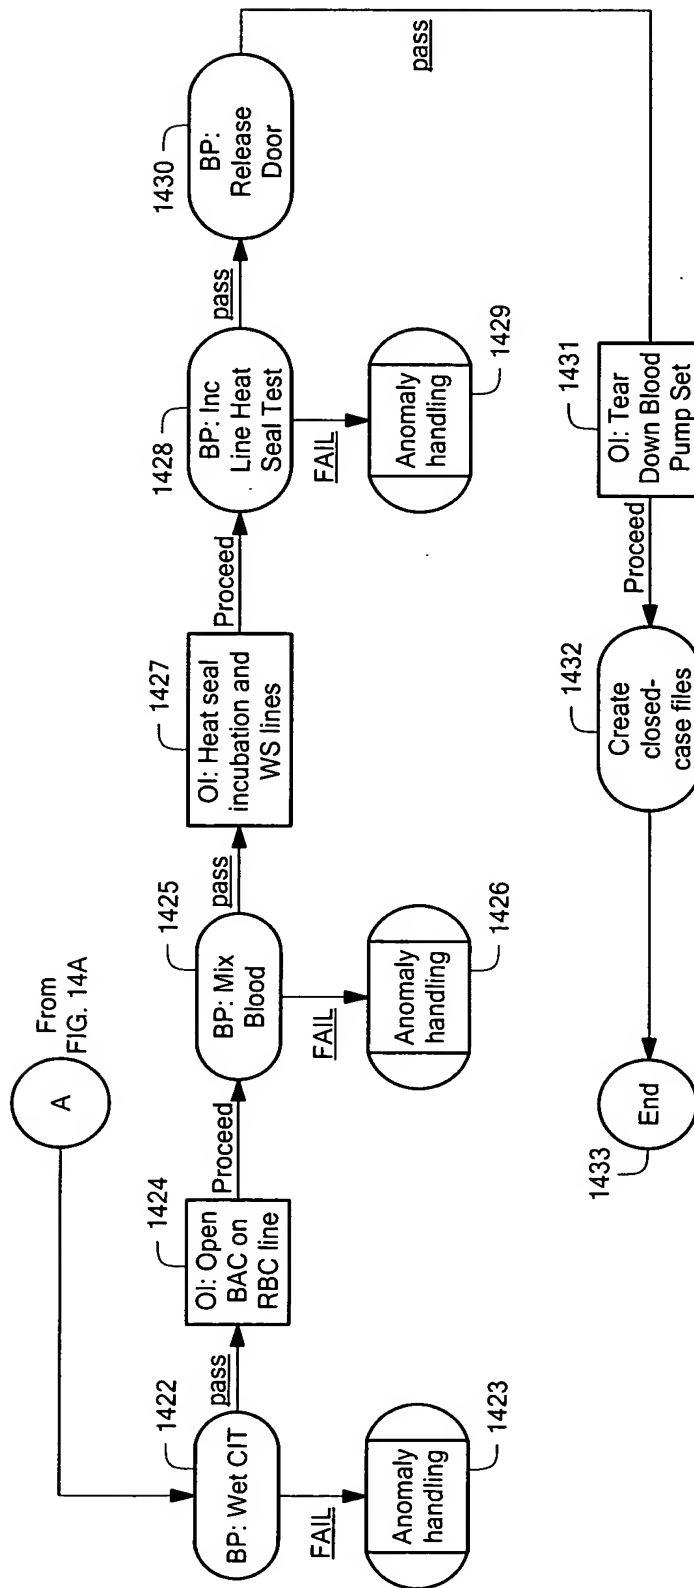 From
FIG. 14A
A
1422
BP: Wet CIT
pass
FAIL
Anomaly
handling
1423
1424
OI: Open
BAC on
RBC line
Proceed
1425
BP: Mix
Blood
pass
FAIL
Anomaly
handling
1426
1427
OI: Heat seal
incubation and
WS lines
Proceed
1428
BP: Inc
Line Heat
Seal Test
pass
FAIL
Anomaly
handling
1429
1430
BP:
Release
Door
pass
1431
OI: Tear
Down Blood
Pump Set
Proceed
1432
Create
closed-
case files
End
1433